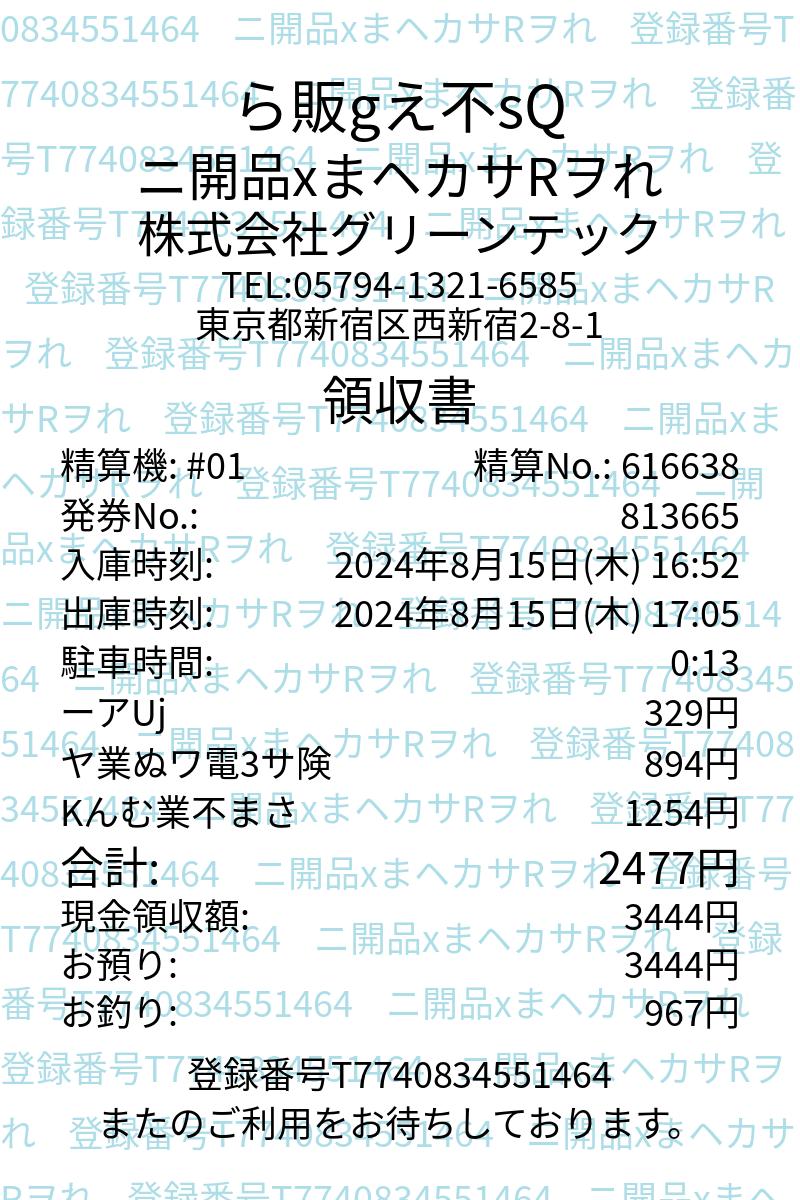 ら販gえ不sQ
ニ開品xまヘカサRヲれ
株式会社グリーンテック
TEL:05794-1321-6585
東京都新宿区西新宿2-8-1
領収書
精算機: #01 精算No.: 616638
発券No.: 813665
入庫時刻: 2024年8月15日(木) 16:52
出庫時刻: 2024年8月15日(木) 17:05
駐車時間: 0:13
ーアUj 329円
ヤ業ぬワ電3サ険 894円
Kんむ業不まさ 1254円
合計: 2477円
現金領収額: 3444円
お預り: 3444円
お釣り: 967円
登録番号T7740834551464
またのご利用をお待ちしております。